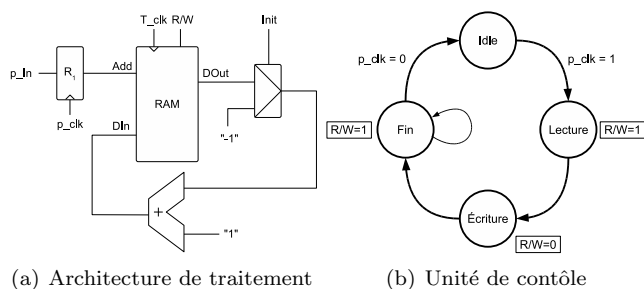 T_clk R/W
Init
p_In
R1
Add
DOut
RAM
p_clk
DIn
"-1"
+
"1"
(a) Architecture de traitement
Idle
p_clk = 0
p_clk = 1
R/W=1
Fin
Lecture
R/W=1
Écriture
R/W=0
(b) Unité de contôle